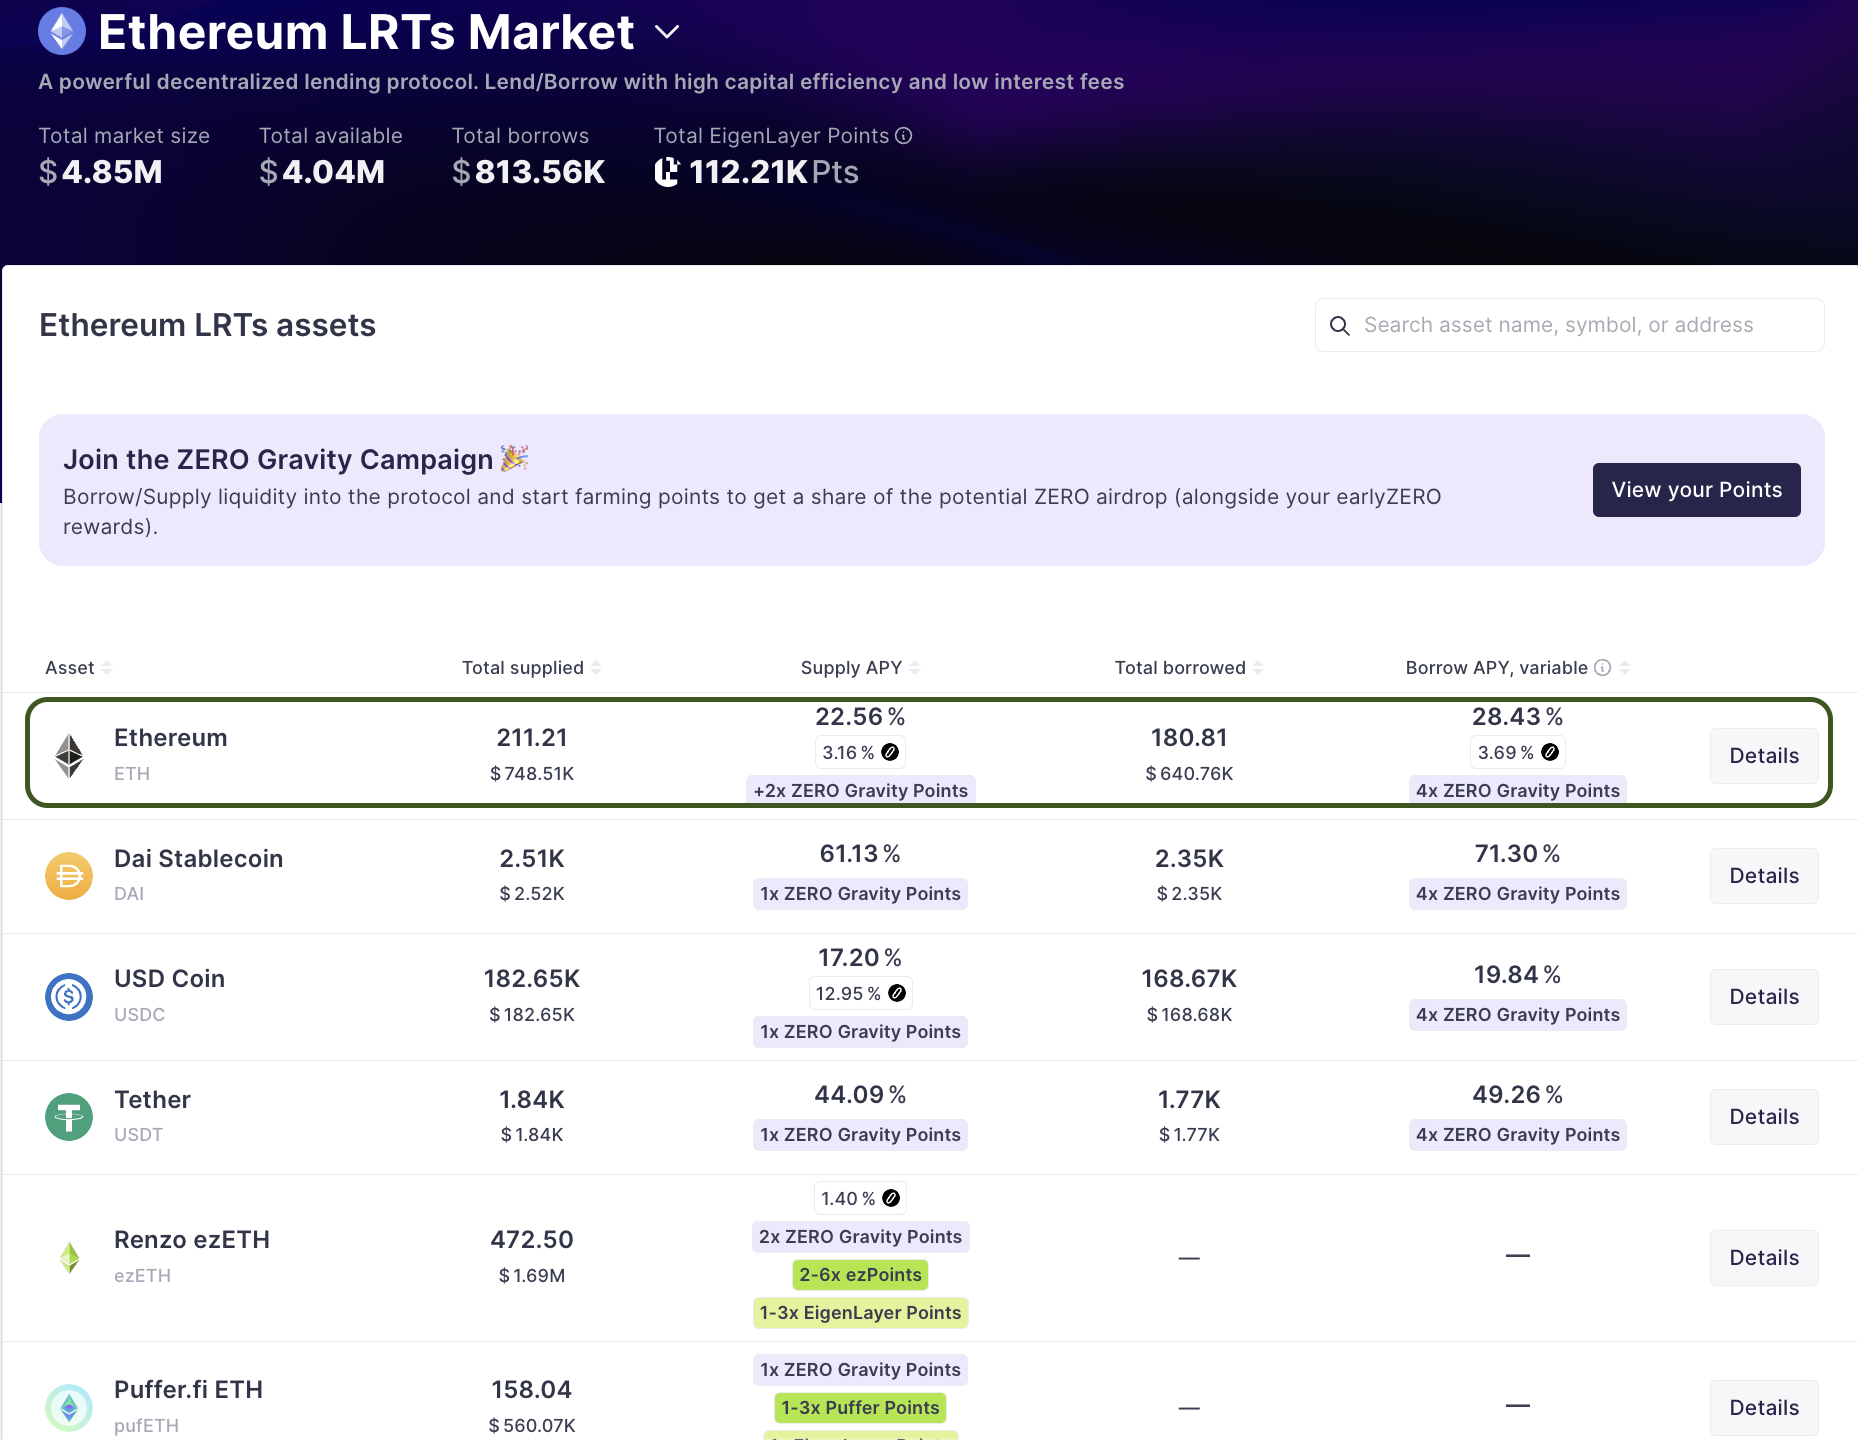 Ethereum LRTs Market
A powerful decentralized lending protocol. Lend/Borrow with high capital efficiency and low interest fees
Total market size
$4.85M
Total available
$4.04M
Total borrows
$813.56K
Total EigenLayer Points
112.21K Pts
Ethereum LRTs assets
Search asset name, symbol, or address
Join the ZERO Gravity Campaign 🎉
Borrow/Supply liquidity into the protocol and start farming points to get a share of the potential ZERO airdrop (alongside your earlyZERO
rewards).
View your Points
Asset
Total supplied
Supply APY
Total borrowed
Borrow APY, variable
Ethereum
ETH
211.21
$748.51K
22.56%
3.16%
+2x ZERO Gravity Points
180.81
$640.76K
28.43%
3.69%
4x ZERO Gravity Points
Details
Dai Stablecoin
DAI
2.51K
$2.52K
61.13%
1x ZERO Gravity Points
2.35K
$2.35K
71.30%
4x ZERO Gravity Points
Details
USD Coin
USDC
182.65K
$182.65K
17.20%
12.95%
1x ZERO Gravity Points
168.67K
$168.68K
19.84%
4x ZERO Gravity Points
Details
Tether
USDT
1.84K
$1.84K
44.09%
1x ZERO Gravity Points
1.77K
$1.77K
49.26%
4x ZERO Gravity Points
Details
Renzo ezETH
ezETH
472.50
$1.69M
1.40%
2x ZERO Gravity Points
2-6x ezPoints
1-3x EigenLayer Points
—
—
Details
Puffer.fi ETH
pufETH
158.04
$560.07K
1x ZERO Gravity Points
1-3x Puffer Points
—
—
Details